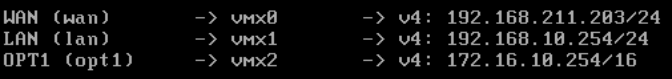 WAN (wan) -> vmx0 -> v4: 192.168.211.203/24
LAN (lan) -> vmx1 -> v4: 192.168.10.254/24
OPT1 (opt1) -> vmx2 -> v4: 172.16.10.254/16